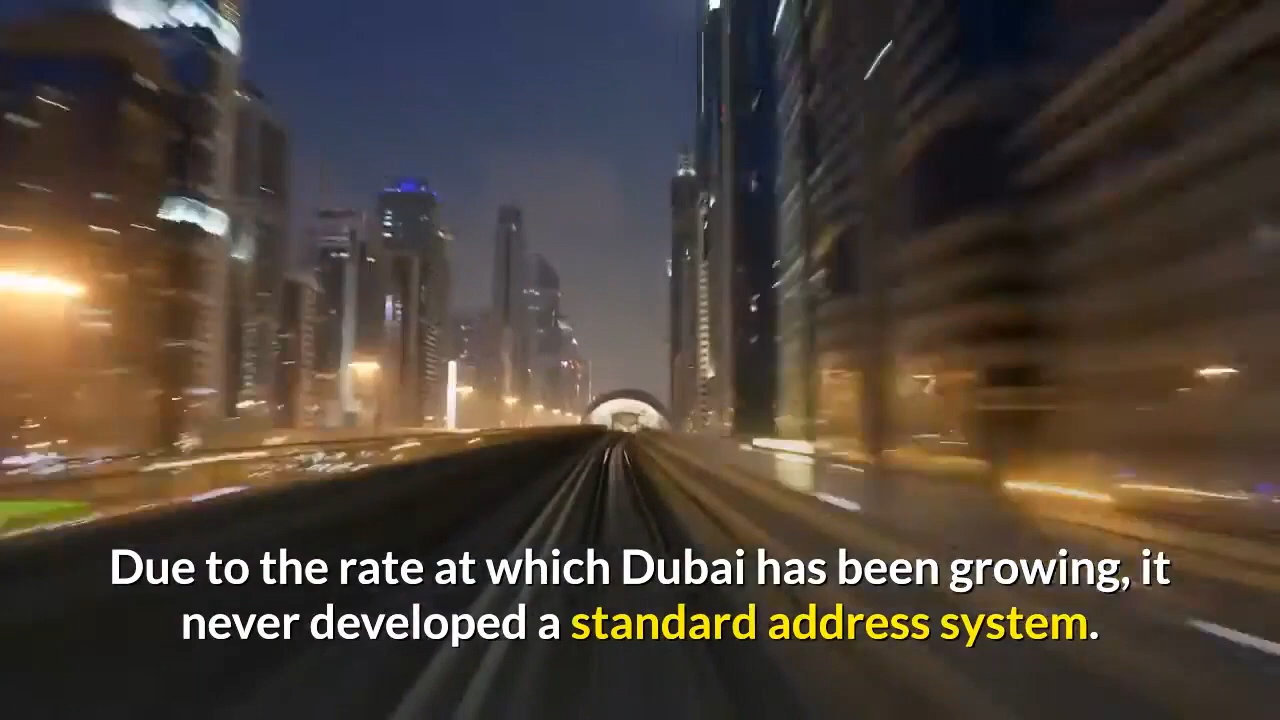 Due to the rate at which Dubai has been growing, it
never developed a standard address system.